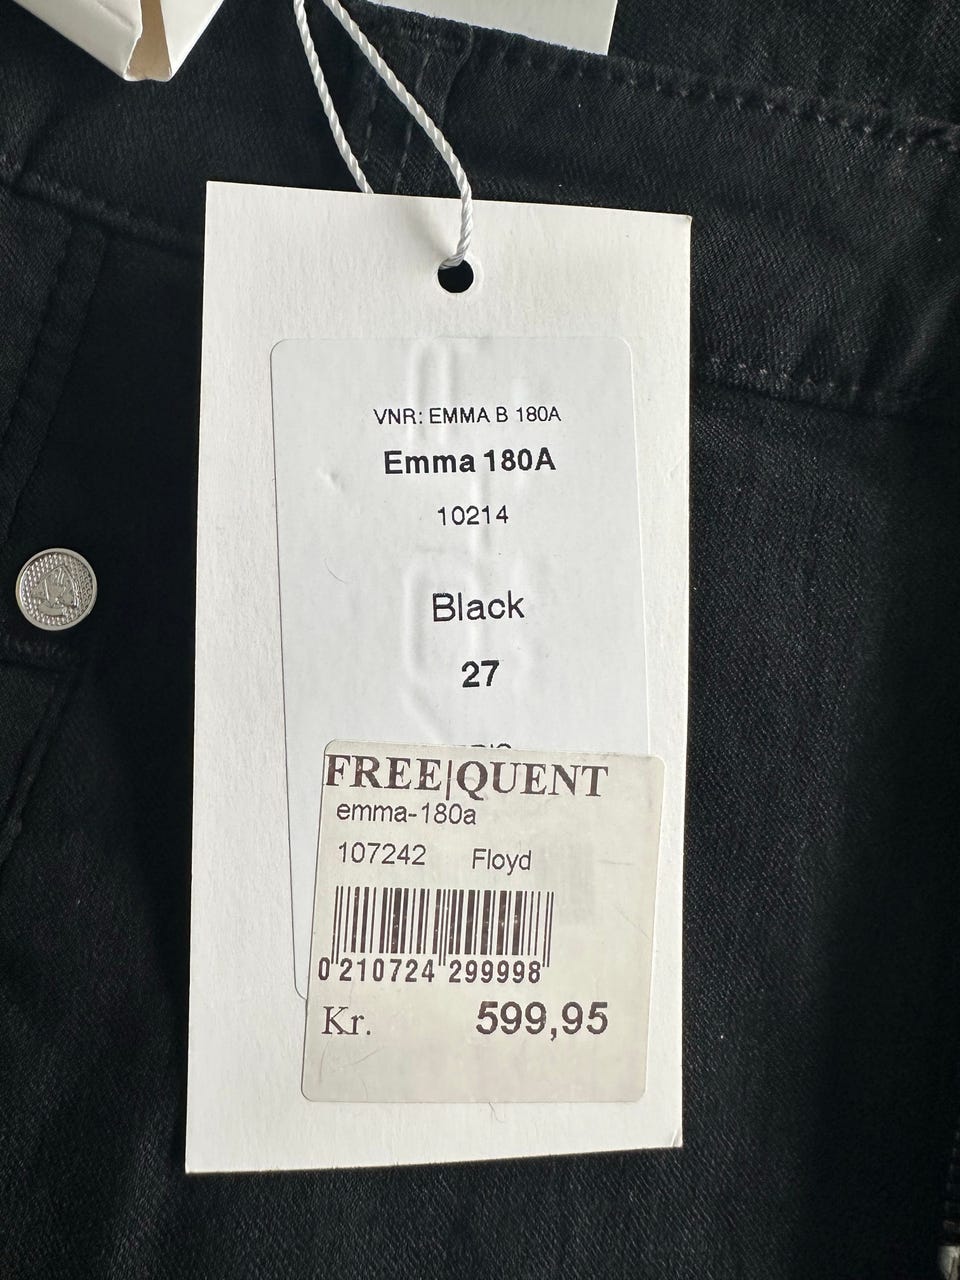 VNR: EMMA B 180A
Emma 180A
10214
Black
27
FREE|QUENT
emma-180a
107242 Floyd
0 210724 299998
Kr. 599,95